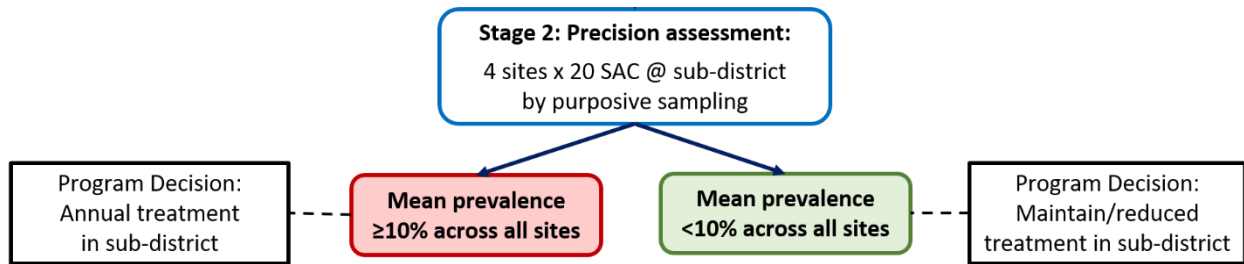 Stage 2: Precision assessment:
4 sites x 20 SAC @ sub-district
by purposive sampling
Program Decision:
Annual treatment
in sub-district
Mean prevalence
≥10% across all sites
Mean prevalence
<10% across all sites
Program Decision:
Maintain/reduced
treatment in sub-district